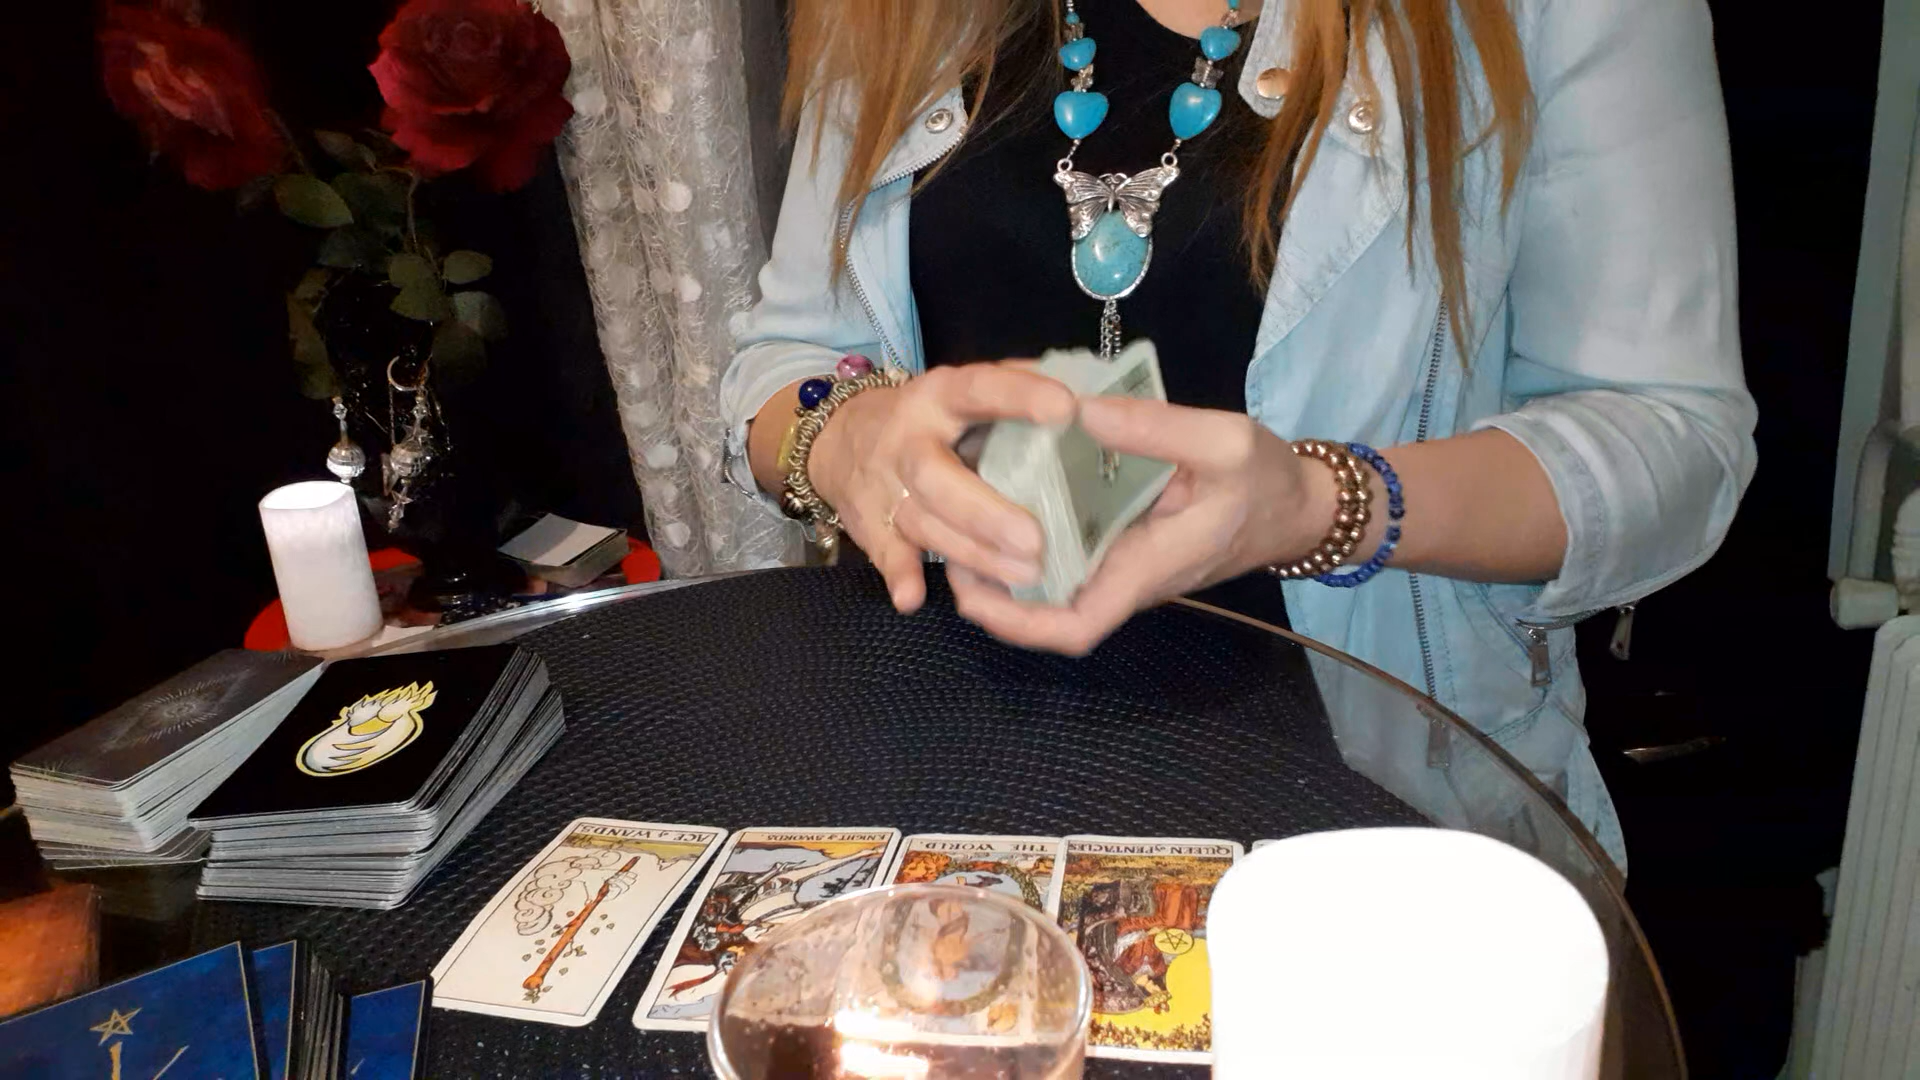 ACE of WANDS.
KNIGHT of SWORDS.
THE WORLD.
QUEEN of PENTACLES